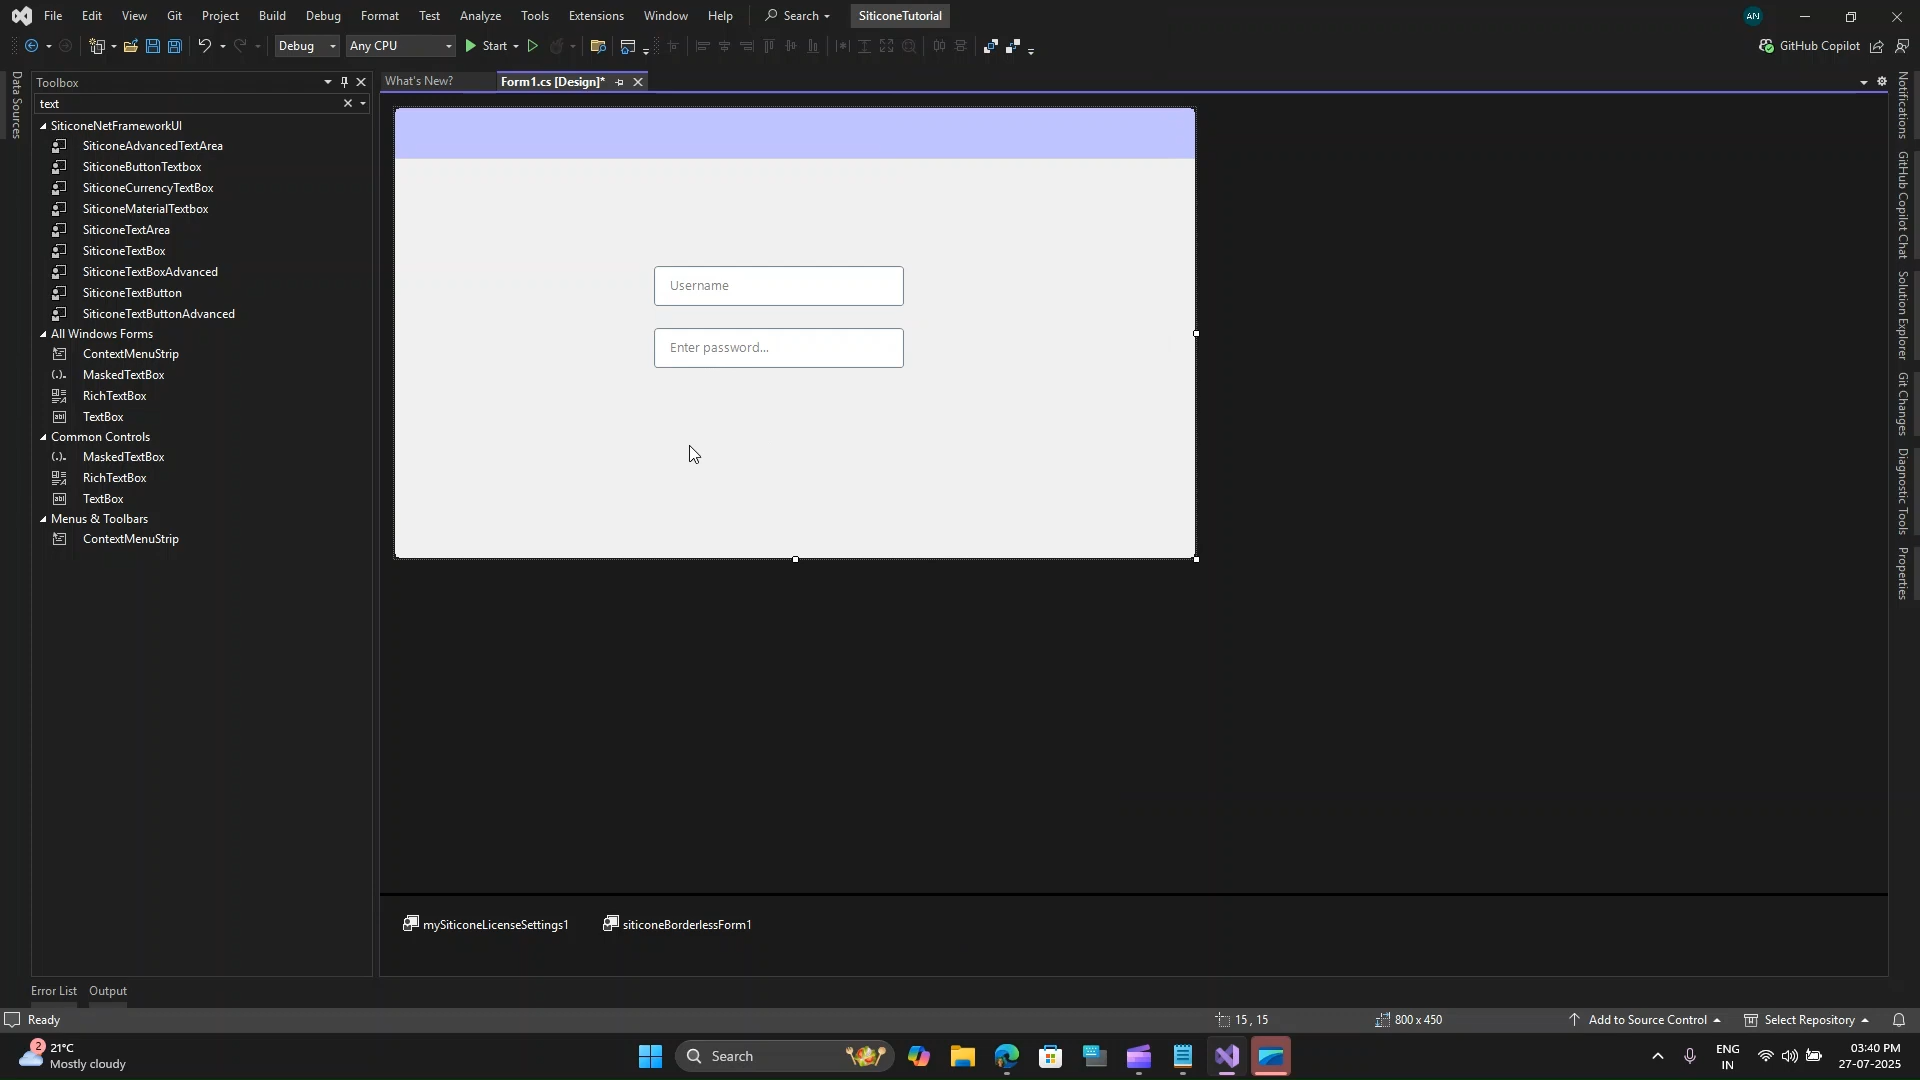 File Edit View Git Project Build Debug Format Test Analyze Tools Extensions Window Help Search SiticoneTutorial AN
Debug Any CPU Start GitHub Copilot
Data Sources
Toolbox
text
SiticoneNetFrameworkUI
SiticoneAdvancedTextArea
SiticoneButtonTextbox
SiticoneCurrencyTextBox
SiticoneMaterialTextbox
SiticoneTextArea
SiticoneTextBox
SiticoneTextBoxAdvanced
SiticoneTextButton
SiticoneTextButtonAdvanced
All Windows Forms
ContextMenuStrip
MaskedTextBox
RichTextBox
TextBox
Common Controls
MaskedTextBox
RichTextBox
TextBox
Menus & Toolbars
ContextMenuStrip
What's New? Form1.cs [Design]*
Username
Enter password...
mySiticoneLicenseSettings1 siticoneBorderlessForm1
Notifications
GitHub Copilot Chat
Solution Explorer
Git Changes
Diagnostic Tools
Properties
Error List Output
Ready 15 , 15 800 x 450 Add to Source Control Select Repository
2
21°C
Mostly cloudy
Search
ENG
IN
03:40 PM
27-07-2025